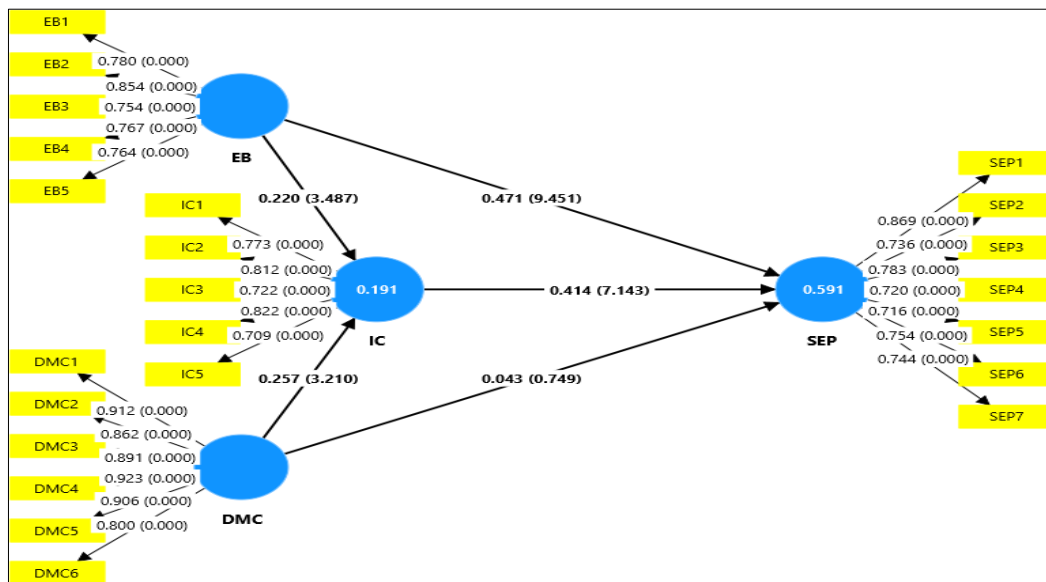 EB1
EB2
EB3
EB4
EB5
0.780 (0.000)
0.854 (0.000)
0.754 (0.000)
0.767 (0.000)
0.764 (0.000)
EB
0.220 (3.487)
0.471 (9.451)
IC1
IC2
IC3
IC4
IC5
0.773 (0.000)
0.812 (0.000)
0.722 (0.000)
0.822 (0.000)
0.709 (0.000)
0.191
IC
0.414 (7.143)
0.257 (3.210)
0.043 (0.749)
DMC1
DMC2
DMC3
DMC4
DMC5
DMC6
0.912 (0.000)
0.862 (0.000)
0.891 (0.000)
0.923 (0.000)
0.906 (0.000)
0.800 (0.000)
DMC
0.591
SEP
0.869 (0.000)
0.736 (0.000)
0.783 (0.000)
0.720 (0.000)
0.716 (0.000)
0.754 (0.000)
0.744 (0.000)
SEP1
SEP2
SEP3
SEP4
SEP5
SEP6
SEP7